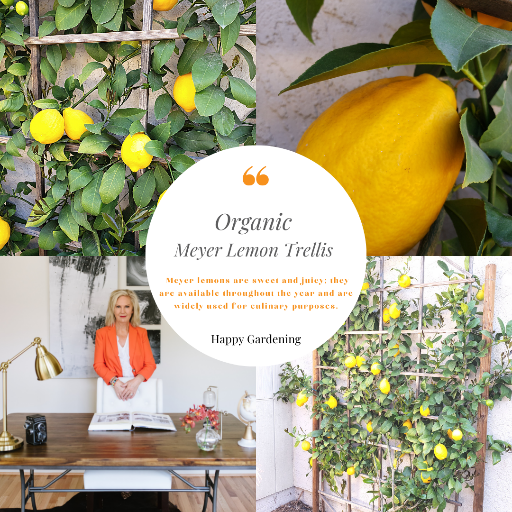 ❝
Organic
Meyer Lemon Trellis
Meyer lemons are sweet and juicy; they
are available throughout the year and are
widely used for culinary purposes.
Happy Gardening